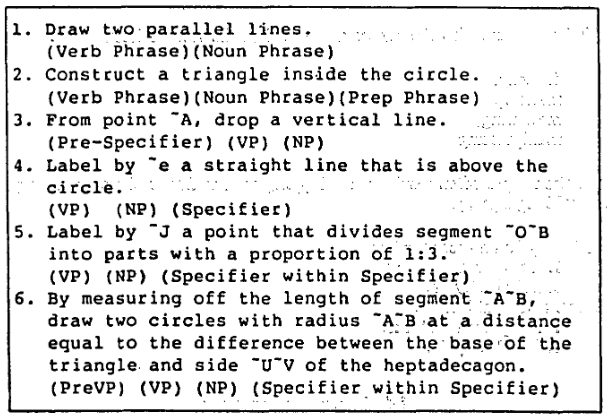 1. Draw two parallel lines.
(Verb Phrase)(Noun Phrase)
2. Construct a triangle inside the circle.
(Verb Phrase)(Noun Phrase)(Prep Phrase)
3. From point ~A, drop a vertical line.
(Pre-Specifier) (VP) (NP)
4. Label by ~e a straight line that is above the
circle.
(VP) (NP) (Specifier)
5. Label by ~J a point that divides segment ~O~B
into parts with a proportion of 1:3.
(VP) (NP) (Specifier within Specifier)
6. By measuring off the length of segment ~A~B,
draw two circles with radius ~A~B at a distance
equal to the difference between the base of the
triangle and side ~U~V of the heptadecagon.
(PreVP) (VP) (NP) (Specifier within Specifier)